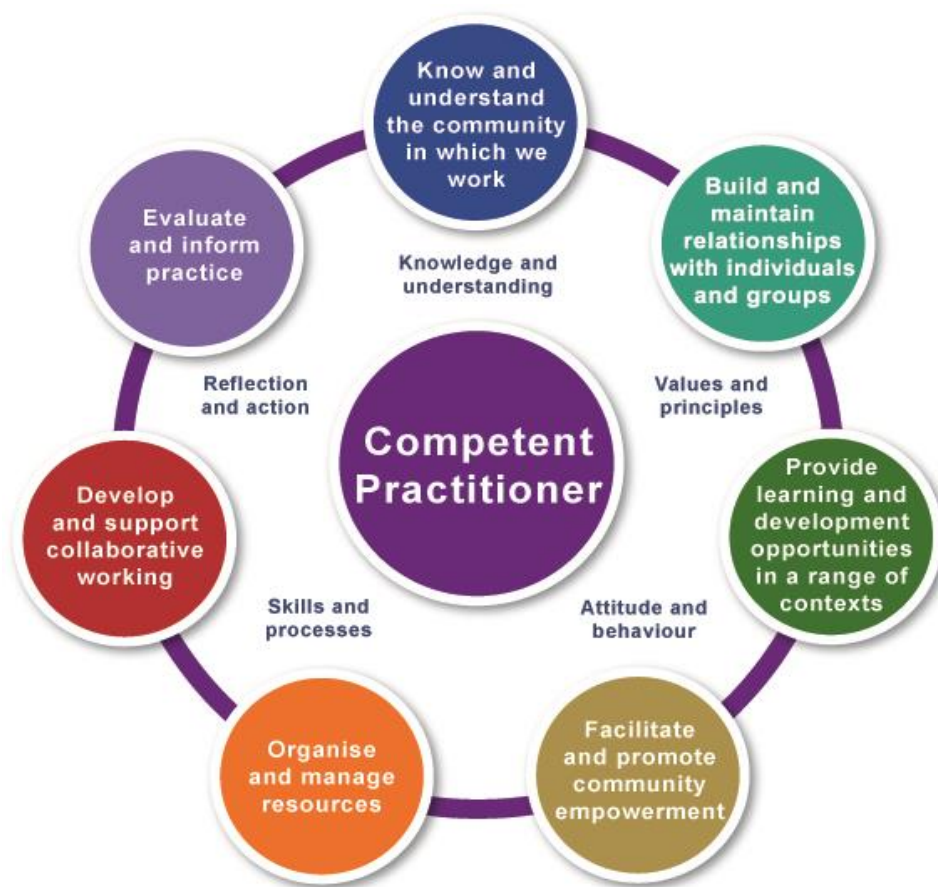 Know and
understand
the community
in which we
work
Build and
maintain
relationships
with individuals
and groups
Provide
learning and
development
opportunities
in a range of
contexts
Facilitate
and promote
community
empowerment
Organise
and manage
resources
Develop
and support
collaborative
working
Evaluate
and inform
practice
Knowledge and
understanding
Values and
principles
Attitude and
behaviour
Skills and
processes
Reflection
and action
Competent
Practitioner